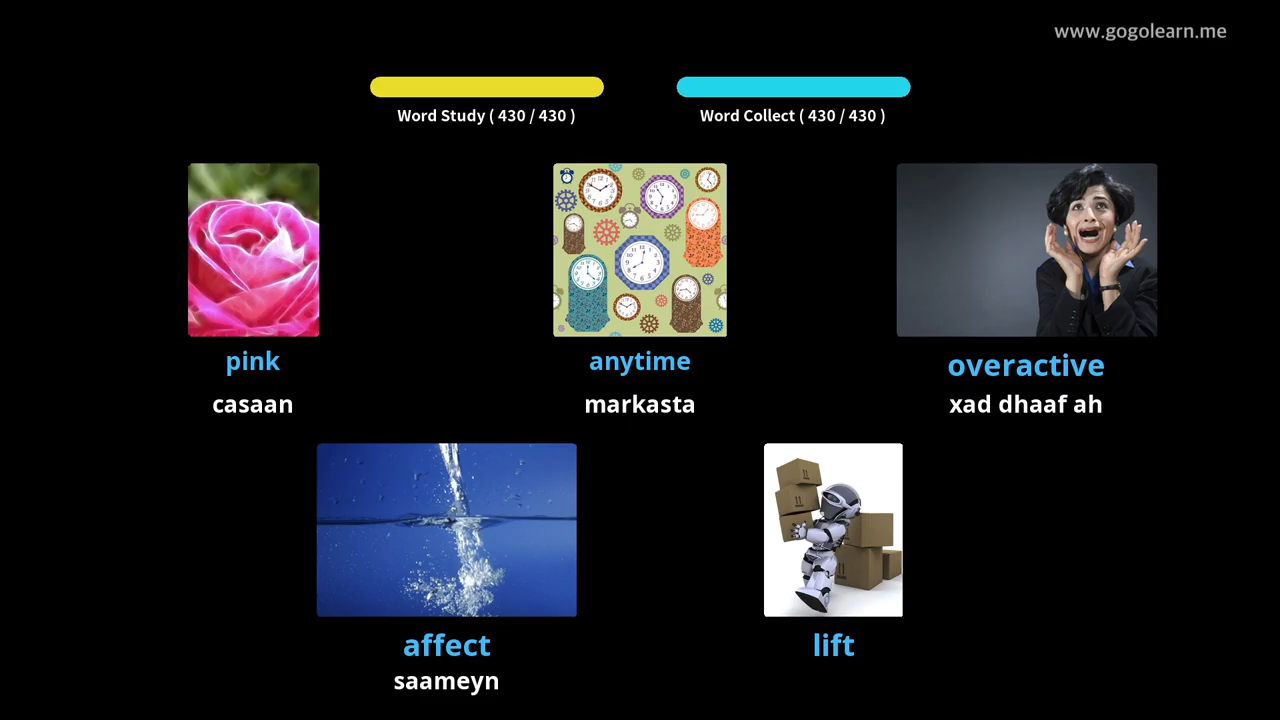 www.gogolearn.me
Word Study ( 430 / 430 )
Word Collect ( 430 / 430 )
pink
anytime
overactive
casaan
markasta
xad dhaaf ah
affect
lift
saameyn